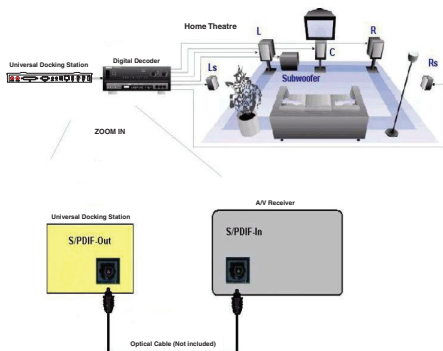 Home Theatre
L
R
C
Universal Docking Station
Digital Decoder
Ls
Subwoofer
Rs
ZOOM IN
Universal Docking Station
A/V Receiver
S/PDIF-Out
S/PDIF-In
Optical Cable (Not included)